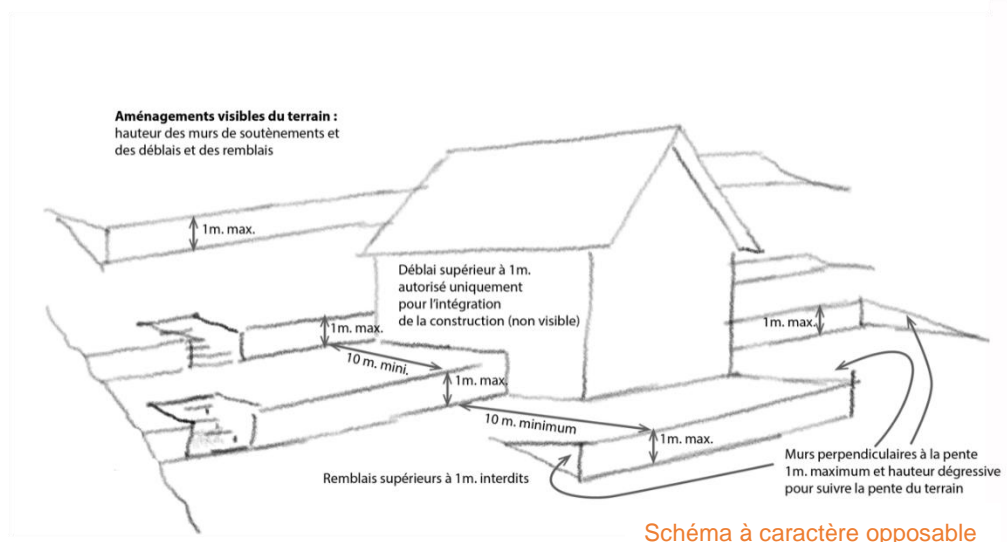 Aménagements visibles du terrain :
hauteur des murs de soutènements et
des déblais et des remblais
1m. max.
Déblai supérieur à 1m.
autorisé uniquement
pour l'intégration
de la construction (non visible)
1m. max.
1m. max.
10 m. mini.
1m. max.
10 m. minimum
1m. max.
Remblais supérieurs à 1m. interdits
Murs perpendiculaires à la pente
1m. maximum et hauteur dégressive
pour suivre la pente du terrain
Schéma à caractère opposable